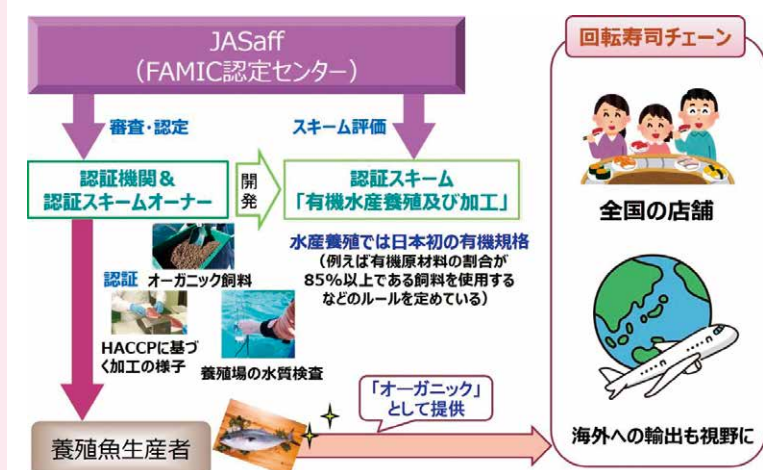 JASaff
（FAMIC認定センター）
審査・認定
スキーム評価
認証機関＆
認証スキームオーナー
開
発
認証スキーム
「有機水産養殖及び加工」
水産養殖では日本初の有機規格
（例えば有機原材料の割合が
85%以上である飼料を使用する
などのルールを定めている）
認証
オーガニック飼料
HACCPに基づ
く加工の様子
養殖場の水質検査
養殖魚生産者
「オーガニック」
として提供
回転寿司チェーン
全国の店舗
海外への輸出も視野に